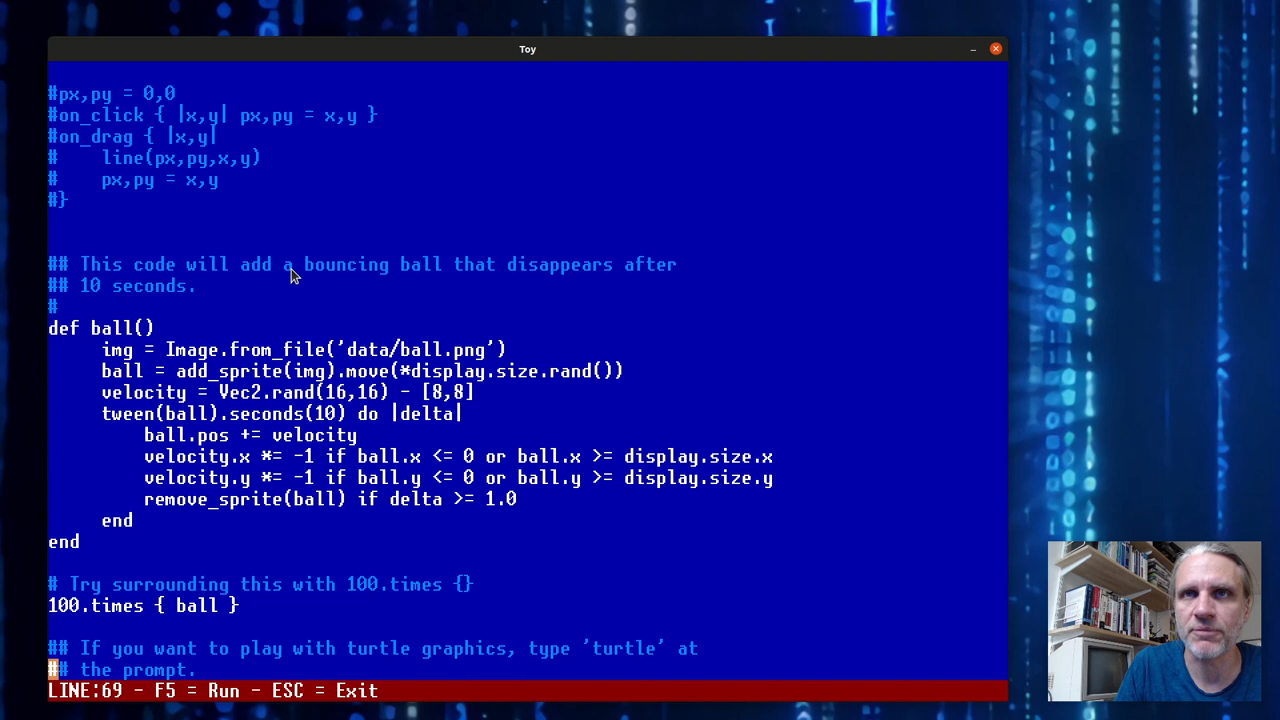 Toy
#px,py = 0,0
#on_click { |x,y| px,py = x,y }
#on_drag { |x,y|
#    line(px,py,x,y)
#    px,py = x,y
#}
## This code will add a bouncing ball that disappears after
## 10 seconds.
#
def ball()
     img = Image.from_file('data/ball.png')
     ball = add_sprite(img).move(*display.size.rand())
     velocity = Vec2.rand(16,16) - [8,8]
     tween(ball).seconds(10) do |delta|
         ball.pos += velocity
         velocity.x *= -1 if ball.x <= 0 or ball.x >= display.size.x
         velocity.y *= -1 if ball.y <= 0 or ball.y >= display.size.y
         remove_sprite(ball) if delta >= 1.0
     end
end
# Try surrounding this with 100.times {}
100.times { ball }
## If you want to play with turtle graphics, type 'turtle' at
## the prompt.
LINE:69 - F5 = Run - ESC = Exit